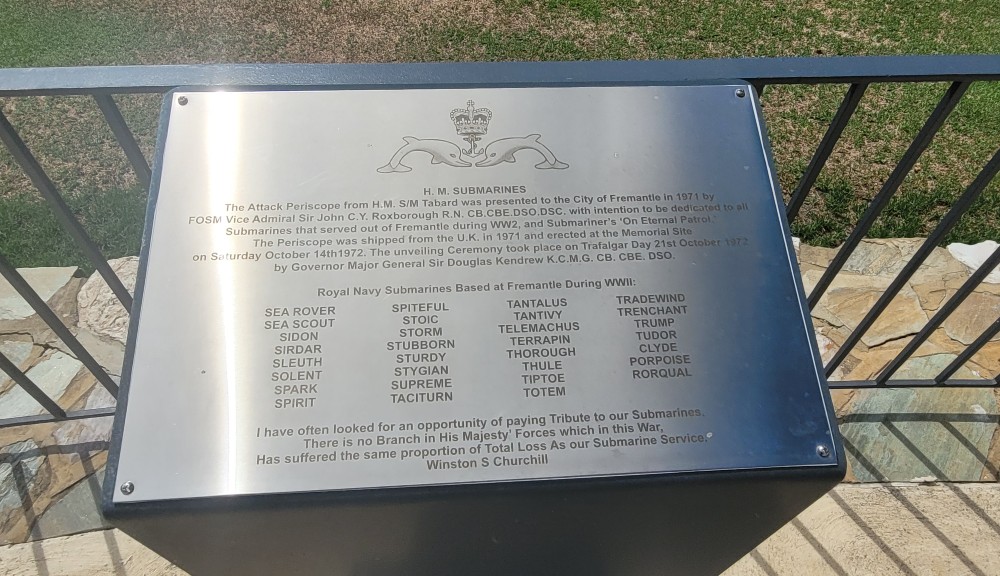 H. M. SUBMARINES
The Attack Periscope from H.M. S/M Tabard was presented to the City of Fremantle in 1971 by
FOSM Vice Admiral Sir John C.Y. Roxborough R.N. CB.CBE.DSO.DSC. with intention to be dedicated to all
Submarines that served out of Fremantle during WW2, and Submariner's 'On Eternal Patrol.'
The Periscope was shipped from the U.K. in 1971 and erected at the Memorial Site
on Saturday October 14th1972. The unveiling Ceremony took place on Trafalgar Day 21st October 1972
by Governor Major General Sir Douglas Kendrew K.C.M.G. CB. CBE. DSO.
Royal Navy Submarines Based at Fremantle During WWII:
SEA ROVER SPITEFUL TANTALUS TRADEWIND
SEA SCOUT STOIC TANTIVY TRENCHANT
SIDON STORM TELEMACHUS TRUMP
SIRDAR STUBBORN TERRAPIN TUDOR
SLEUTH STURDY THOROUGH CLYDE
SOLENT STYGIAN THULE PORPOISE
SPARK SUPREME TIPTOE RORQUAL
SPIRIT TACITURN TOTEM
I have often looked for an opportunity of paying Tribute to our Submarines,
There is no Branch in His Majesty' Forces which in this War,
Has suffered the same proportion of Total Loss As our Submarine Service."
Winston S Churchill